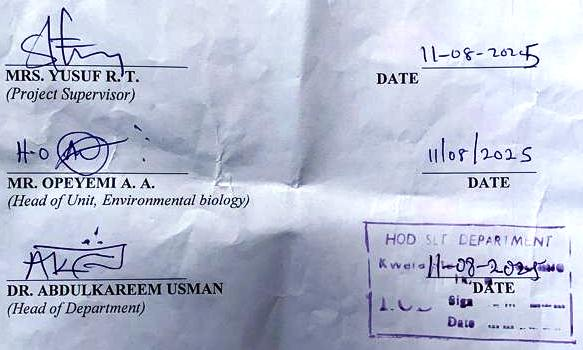 11-08-2025
MRS. YUSUF R. T. DATE
(Project Supervisor)
H.O
11/08/2025
MR. OPEYEMI A. A. DATE
(Head of Unit, Environmental biology)
HOD SLT DEPARTMENT
11-08-2025
DR. ABDULKAREEM USMAN DATE
(Head of Department)
Sign
Date